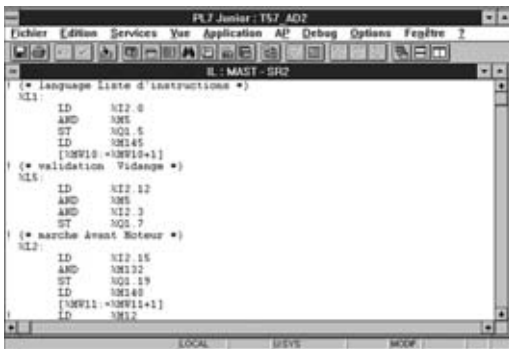 PL7 Junior : T57_AD2
Fichier Edition Services Vue Application AP Debug Options Fenêtre ?
IL : MAST - SR2
! (* language Liste d'instructions *)
%L1:
LD %I2.0
AND %M5
ST %Q1.5
LD %M145
[%MW10:=%MW10+1]
! (* validation Vidange *)
%L5:
LD %I2.12
AND %M5
AND %I2.3
ST %Q1.7
! (* marche Avant Moteur *)
%L2:
LD %I2.15
AND %M132
ST %Q1.19
LD %M140
[%MW11:=%MW11+1]
! LD %M12
LOCAL U:SYS MODIF.